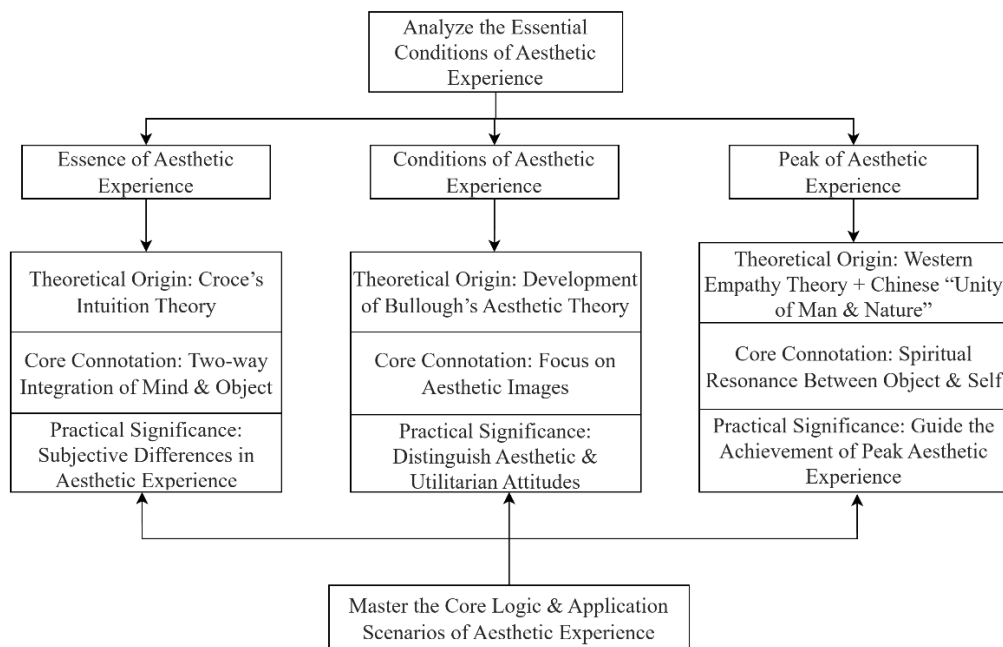 Analyze the Essential
Conditions of Aesthetic
Experience
Essence of Aesthetic
Experience
Conditions of Aesthetic
Experience
Peak of Aesthetic
Experience
Theoretical Origin: Croce’s
Intuition Theory
Core Connotation: Two-way
Integration of Mind & Object
Practical Significance:
Subjective Differences in
Aesthetic Experience
Theoretical Origin: Development
of Bullough’s Aesthetic Theory
Core Connotation: Focus on
Aesthetic Images
Practical Significance:
Distinguish Aesthetic &
Utilitarian Attitudes
Theoretical Origin: Western
Empathy Theory + Chinese “Unity
of Man & Nature”
Core Connotation: Spiritual
Resonance Between Object & Self
Practical Significance: Guide the
Achievement of Peak Aesthetic
Experience
Master the Core Logic & Application
Scenarios of Aesthetic Experience